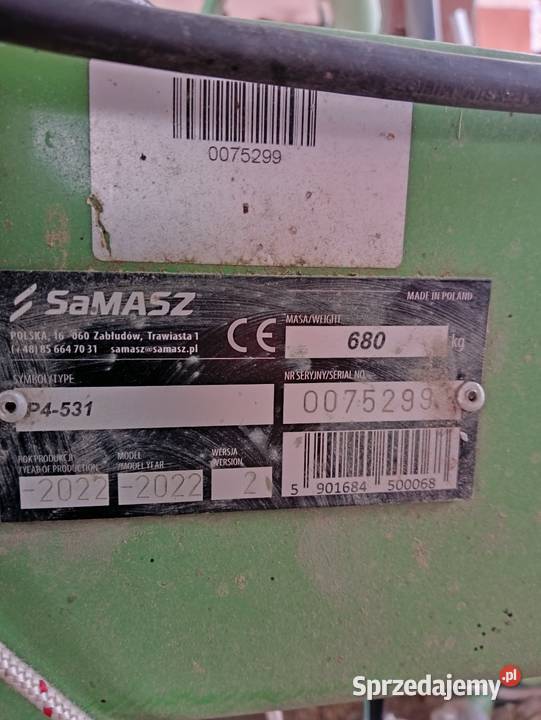 0075299
SaMASZ
MADE IN POLAND
POLSKA, 16-060 Zabłudów, Trawiasta 1
(+48) 85 664 70 31 samasz@samasz.pl
CE
MASA/WEIGHT
680 kg
SYMBOL/TYPE
P4-531
NR SERYJNY/SERIAL NO.
0075299
ROK PRODUKCJI
/YEAR OF PRODUCTION
MODEL
/MODEL YEAR
WERSJA
/VERSION
-2022- -2022- 2
5 901684 500068
Sprzedajemy.pl